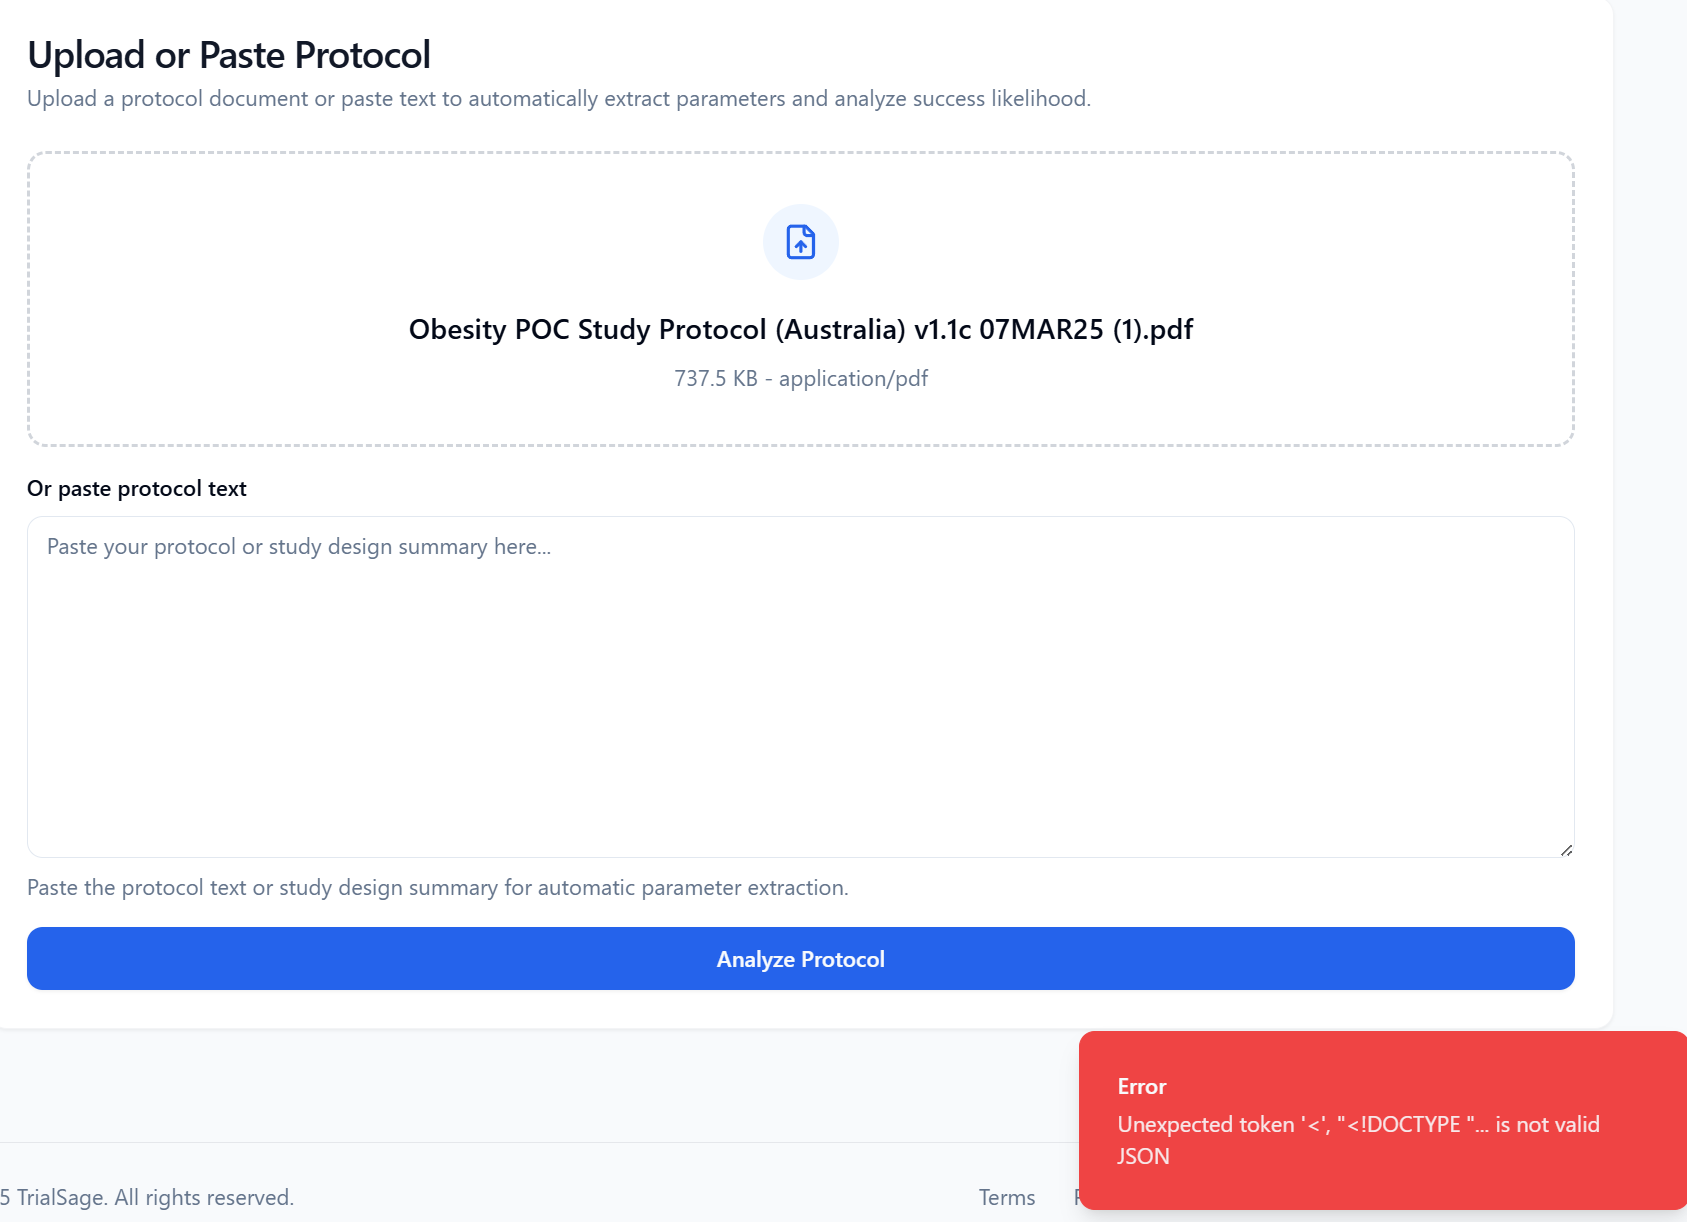 Upload or Paste Protocol
Upload a protocol document or paste text to automatically extract parameters and analyze success likelihood.
Obesity POC Study Protocol (Australia) v1.1c 07MAR25 (1).pdf
737.5 KB - application/pdf
Or paste protocol text
Paste your protocol or study design summary here...
Paste the protocol text or study design summary for automatic parameter extraction.
Analyze Protocol
Error
Unexpected token '<', "<!DOCTYPE "... is not valid
JSON
5 TrialSage. All rights reserved.
Terms